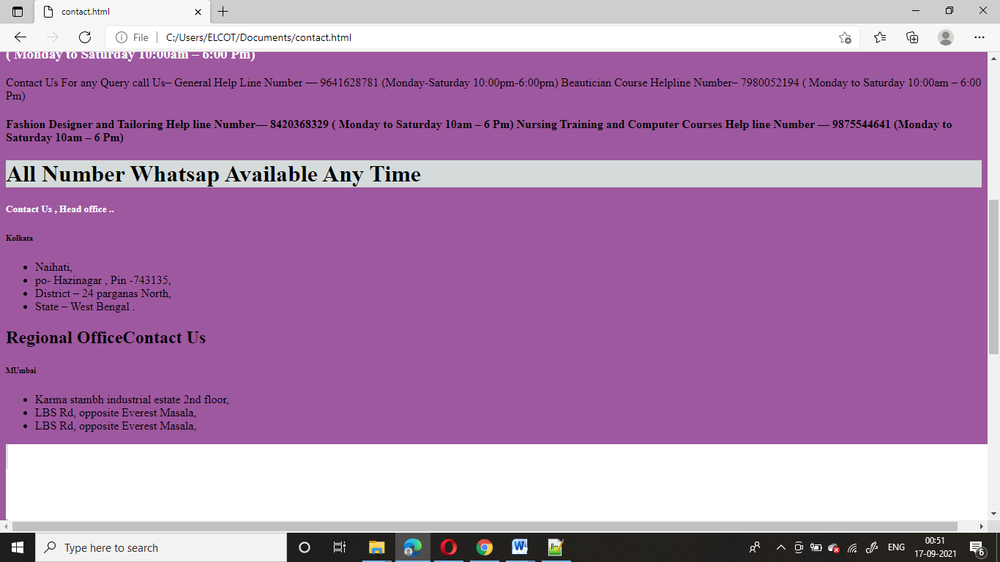 contact.html
File
C:/Users/ELCOT/Documents/contact.html
( Monday to Saturday 10:00am – 6:00 Pm)
Contact Us For any Query call Us– General Help Line Number — 9641628781 (Monday-Saturday 10:00pm-6:00pm) Beautician Course Helpline Number– 7980052194 ( Monday to Saturday 10:00am – 6:00
Pm)
Fashion Designer and Tailoring Help line Number— 8420368329 ( Monday to Saturday 10am – 6 Pm) Nursing Training and Computer Courses Help line Number — 9875544641 (Monday to
Saturday 10am – 6 Pm)
All Number Whatsap Available Any Time
Contact Us , Head office ..
Kolkata
• Naihati,
• po- Hazinagar , Pin -743135,
• District – 24 parganas North,
• State – West Bengal .
Regional OfficeContact Us
MUmbai
• Karma stambh industrial estate 2nd floor,
• LBS Rd, opposite Everest Masala,
• LBS Rd, opposite Everest Masala,
Type here to search
ENG
00:51
17-09-2021
6